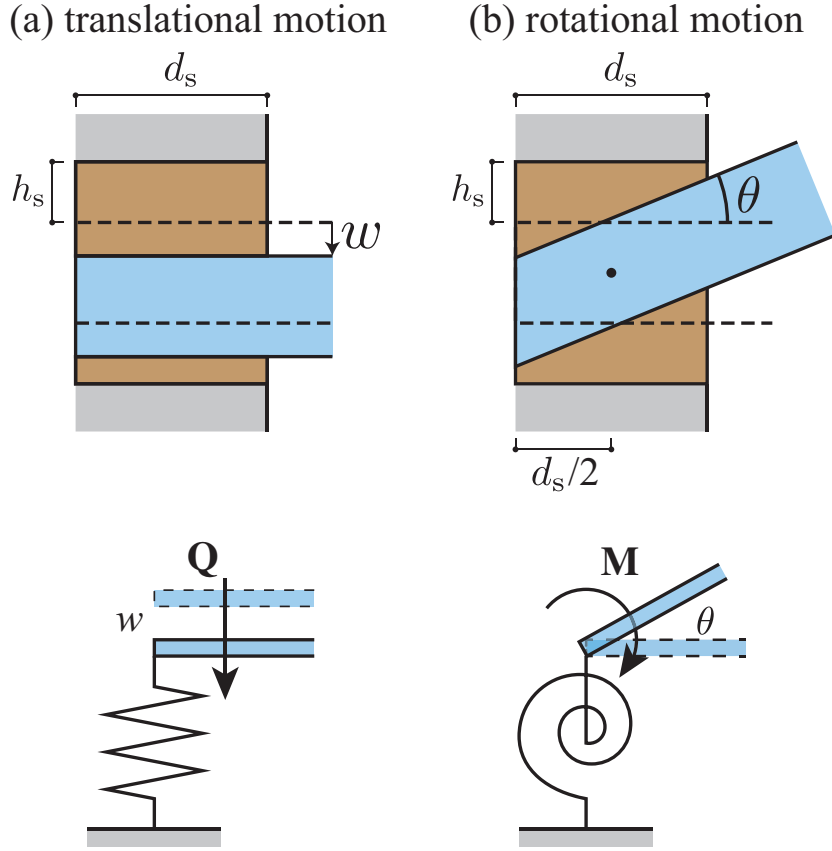 (a) translational motion
(b) rotational motion
d_s
d_s
h_s
w
h_s
θ
d_s/2
Q
w
M
θ